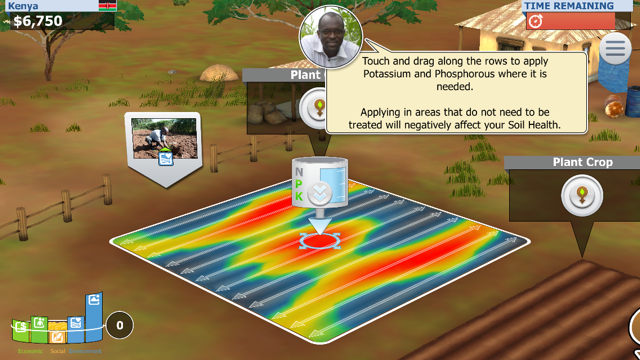 Kenya
$6,750
TIME REMAINING
Touch and drag along the rows to apply
Potassium and Phosphorous where it is
needed.
Applying in areas that do not need to be
treated will negatively affect your Soil Health.
Plant
Plant Crop
N
P
K
0
Economic
Social